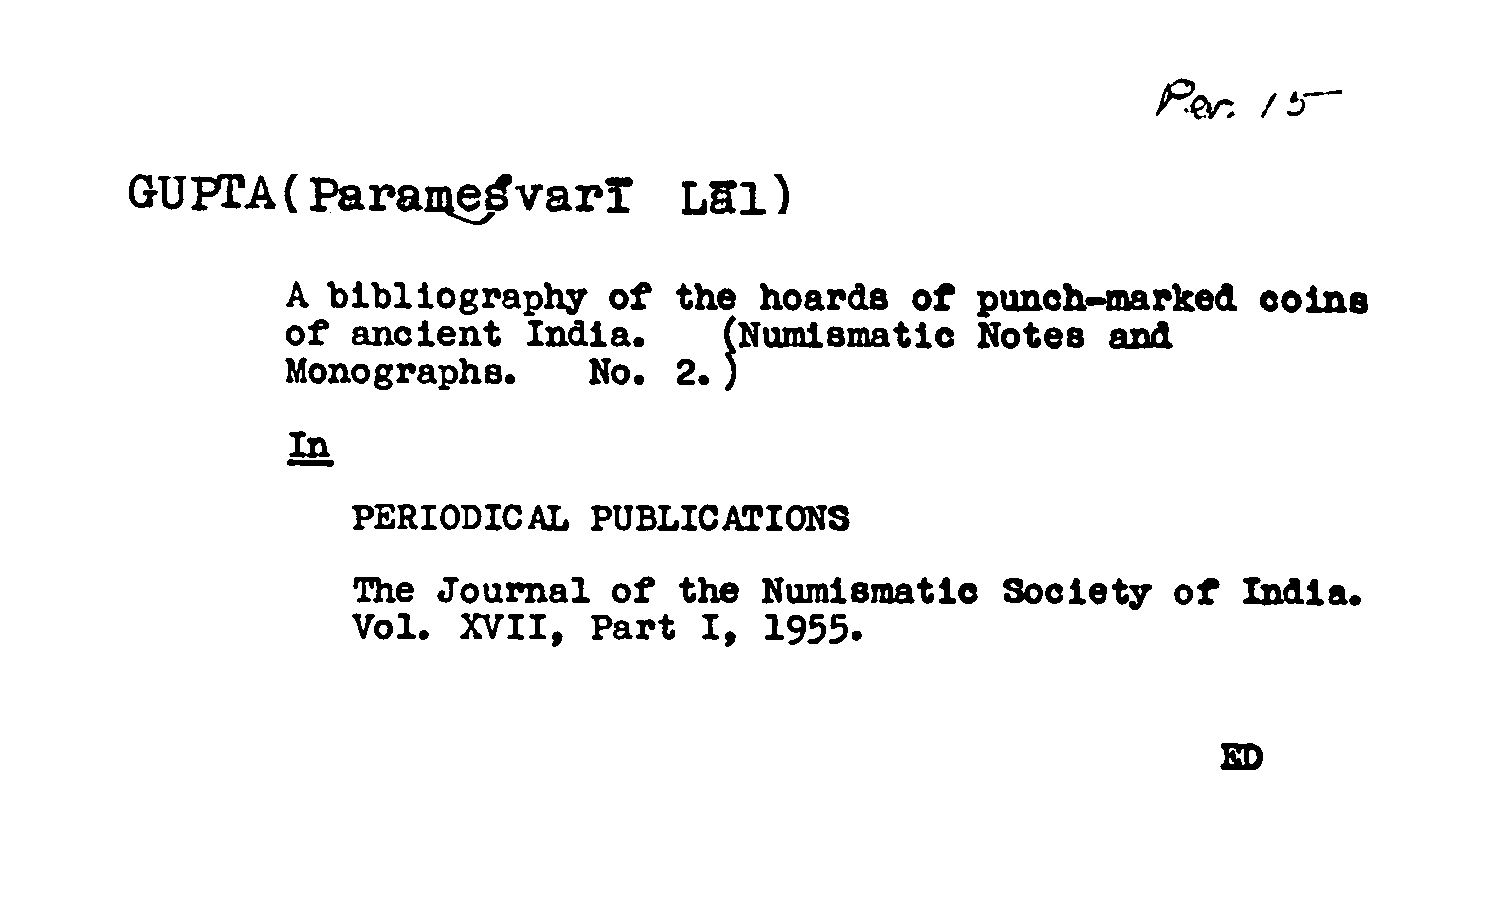 Per. 15
GUPTA(Parameśvarī Lāl)
A bibliography of the hoards of punch-marked coins
of ancient India. (Numismatic Notes and
Monographs. No. 2.)
In
PERIODICAL PUBLICATIONS
The Journal of the Numismatic Society of India.
Vol. XVII, Part I, 1955.
ED